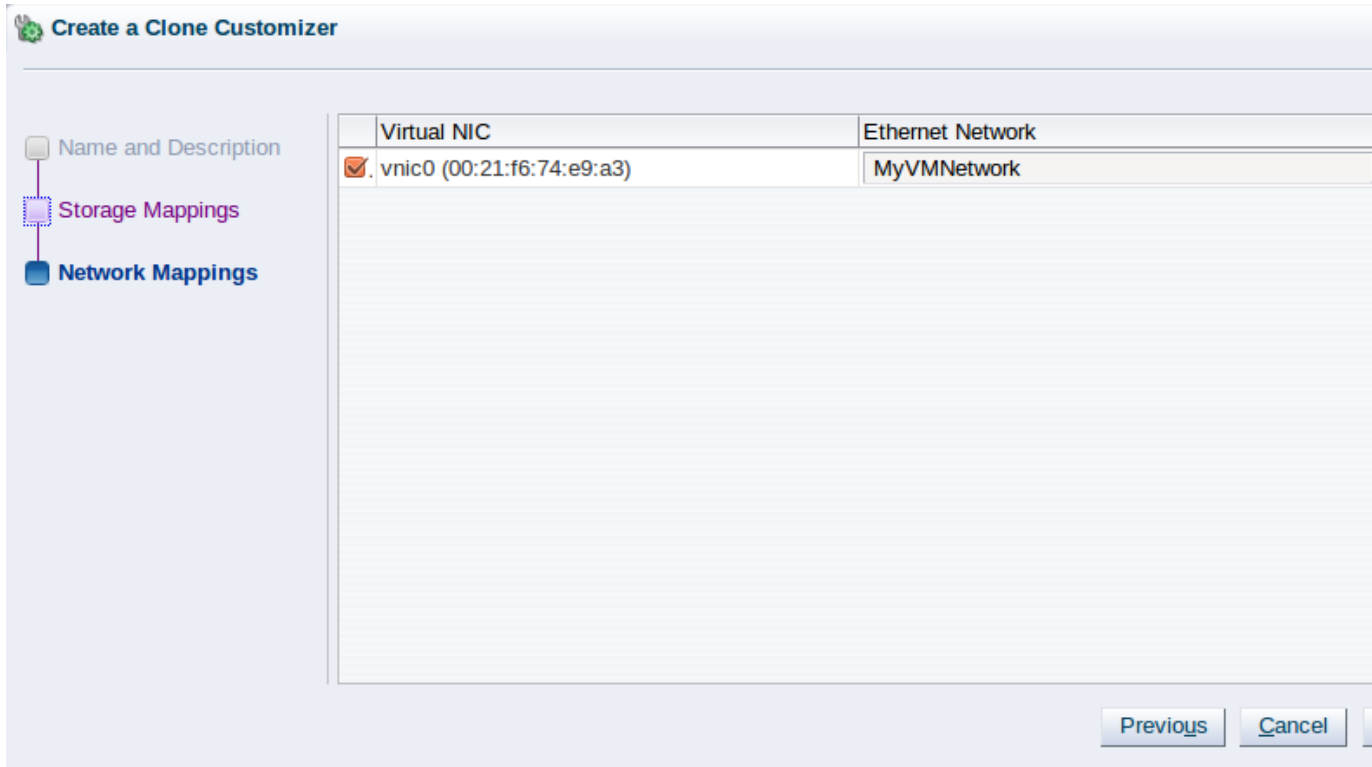 Create a Clone Customizer
Name and Description
Storage Mappings
Network Mappings
Virtual NIC Ethernet Network
vnic0 (00:21:f6:74:e9:a3) MyVMNetwork
Previous Cancel